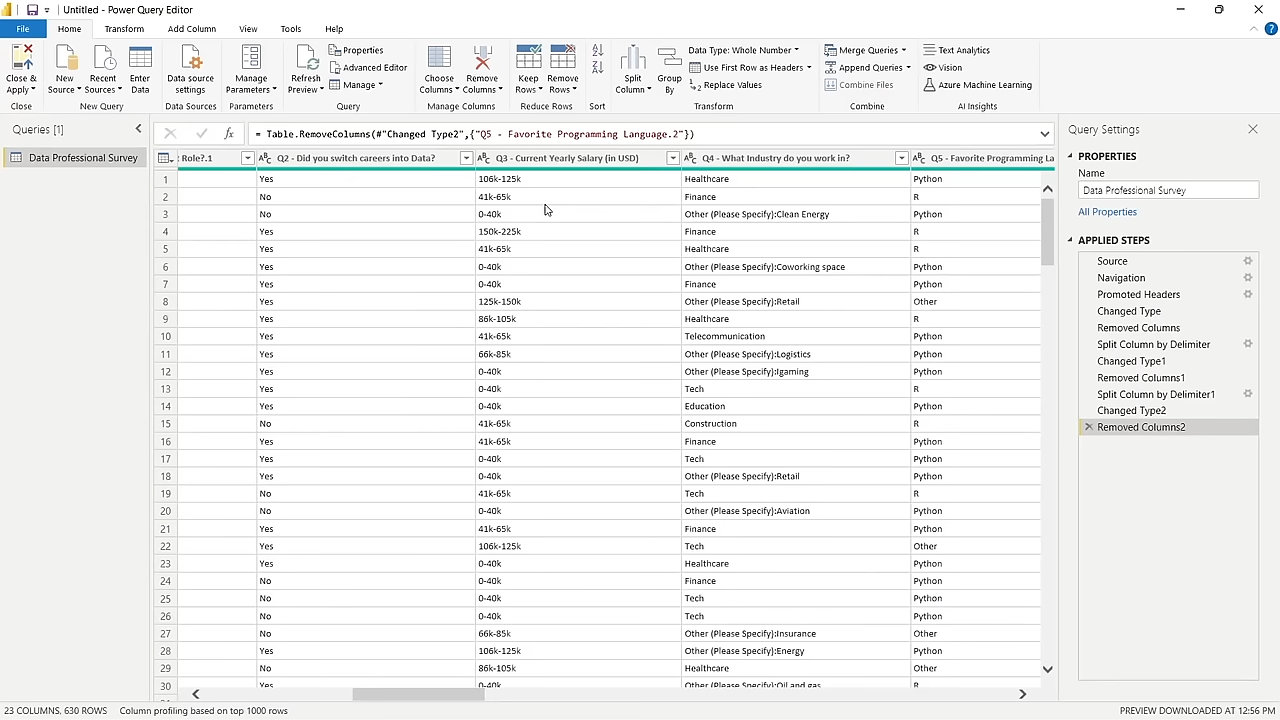 Untitled - Power Query Editor
File Home Transform Add Column View Tools Help
Close & Apply
New Source
Recent Sources
Enter Data
Data source settings
Manage Parameters
Refresh Preview
Properties
Advanced Editor
Manage
Choose Columns
Remove Columns
Keep Rows
Remove Rows
Split Column
Group By
Data Type: Whole Number
Use First Row as Headers
Replace Values
Merge Queries
Append Queries
Combine Files
Text Analytics
Vision
Azure Machine Learning
Close New Query Data Sources Parameters Query Manage Columns Reduce Rows Sort Transform Combine AI Insights
Queries [1]
Data Professional Survey
= Table.RemoveColumns(#"Changed Type2",{"Q5 - Favorite Programming Language.2"})
Role?.1 Q2 - Did you switch careers into Data? Q3 - Current Yearly Salary (in USD) Q4 - What Industry do you work in? Q5 - Favorite Programming La
1 Yes 106k-125k Healthcare Python
2 No 41k-65k Finance R
3 No 0-40k Other (Please Specify):Clean Energy Python
4 Yes 150k-225k Finance R
5 Yes 41k-65k Healthcare R
6 Yes 0-40k Other (Please Specify):Coworking space Python
7 Yes 0-40k Finance Python
8 Yes 125k-150k Other (Please Specify):Retail Other
9 Yes 86k-105k Healthcare R
10 Yes 41k-65k Telecommunication Python
11 Yes 66k-85k Other (Please Specify):Logistics Python
12 Yes 0-40k Other (Please Specify):Igaming Python
13 Yes 0-40k Tech R
14 Yes 0-40k Education Python
15 No 41k-65k Construction R
16 Yes 41k-65k Finance Python
17 Yes 0-40k Tech Python
18 Yes 0-40k Other (Please Specify):Retail Python
19 No 41k-65k Tech R
20 No 0-40k Other (Please Specify):Aviation Python
21 Yes 41k-65k Finance Python
22 Yes 106k-125k Tech Other
23 Yes 0-40k Healthcare Python
24 No 0-40k Finance Python
25 No 0-40k Tech Python
26 No 0-40k Tech Python
27 No 66k-85k Other (Please Specify):Insurance Other
28 Yes 106k-125k Other (Please Specify):Energy Python
29 No 86k-105k Healthcare Other
30 Yes 0-40k Other (Please Specify):Oil and gas R
Query Settings
PROPERTIES
Name
Data Professional Survey
All Properties
APPLIED STEPS
Source
Navigation
Promoted Headers
Changed Type
Removed Columns
Split Column by Delimiter
Changed Type1
Removed Columns1
Split Column by Delimiter1
Changed Type2
Removed Columns2
23 COLUMNS, 630 ROWS Column profiling based on top 1000 rows PREVIEW DOWNLOADED AT 12:56 PM